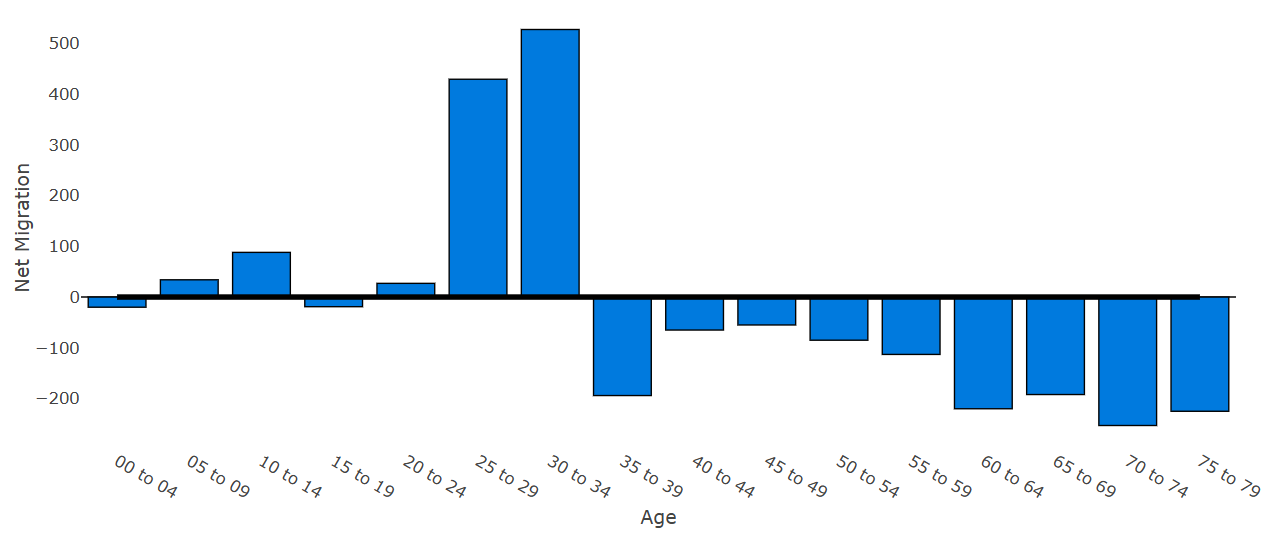 500
400
300
200
100
0
−100
−200
Net Migration
00 to 04
05 to 09
10 to 14
15 to 19
20 to 24
25 to 29
30 to 34
35 to 39
40 to 44
45 to 49
50 to 54
55 to 59
60 to 64
65 to 69
70 to 74
75 to 79
Age